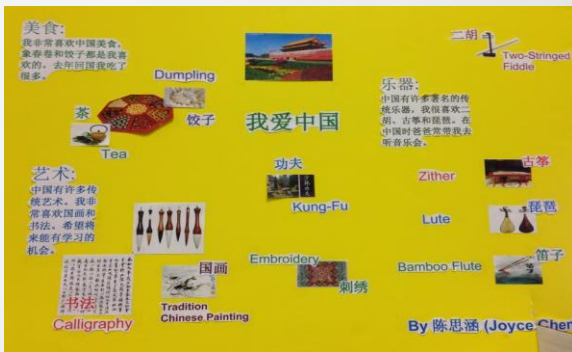 美食:
我非常喜欢中国美食。
象春卷和饺子都是我喜
欢的。去年回国我吃了
很多。
Dumpling
饺子
茶
Tea
我爱中国
二胡
Two-Stringed
Fiddle
乐器:
中国有许多著名的传
统乐器。我很喜欢二
胡、古筝和琵琶。在
中国时爸爸常带我去
听音乐会。
艺术:
中国有许多传
统艺术。我非
常喜欢国画和
书法。希望将
来能有学习的
机会。
功夫
Kung-Fu
古筝
Zither
琵琶
Lute
笛子
Bamboo Flute
Embroidery
刺绣
国画
Tradition
Chinese Painting
书法
Calligraphy
By 陈思涵 (Joyce Chen